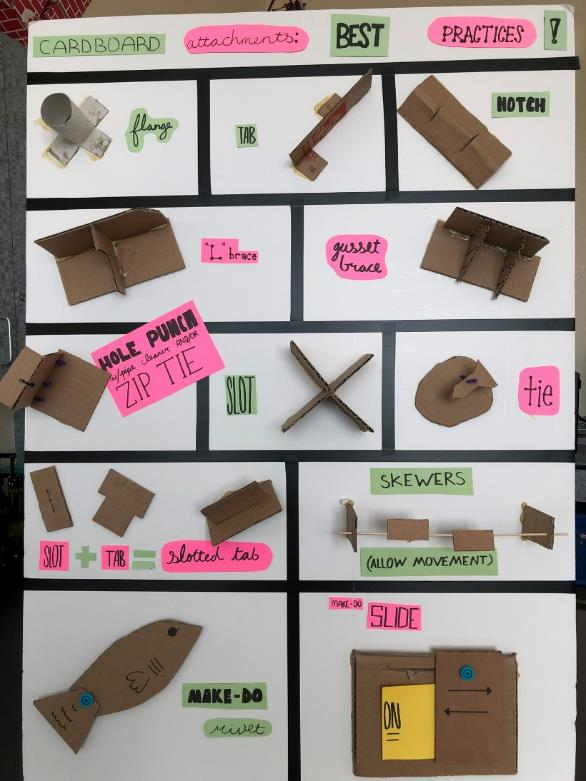 CARDBOARD attachments: BEST PRACTICES !
flange
TAB
NOTCH
"L" brace
gusset
brace
HOLE PUNCH
w/pipe cleaner AND/OR
ZIP TIE
SLOT
tie
SLOT + TAB = slotted tab
SKEWERS
(ALLOW MOVEMENT)
MAKE-DO
rivet
MAKE-DO SLIDE
ON